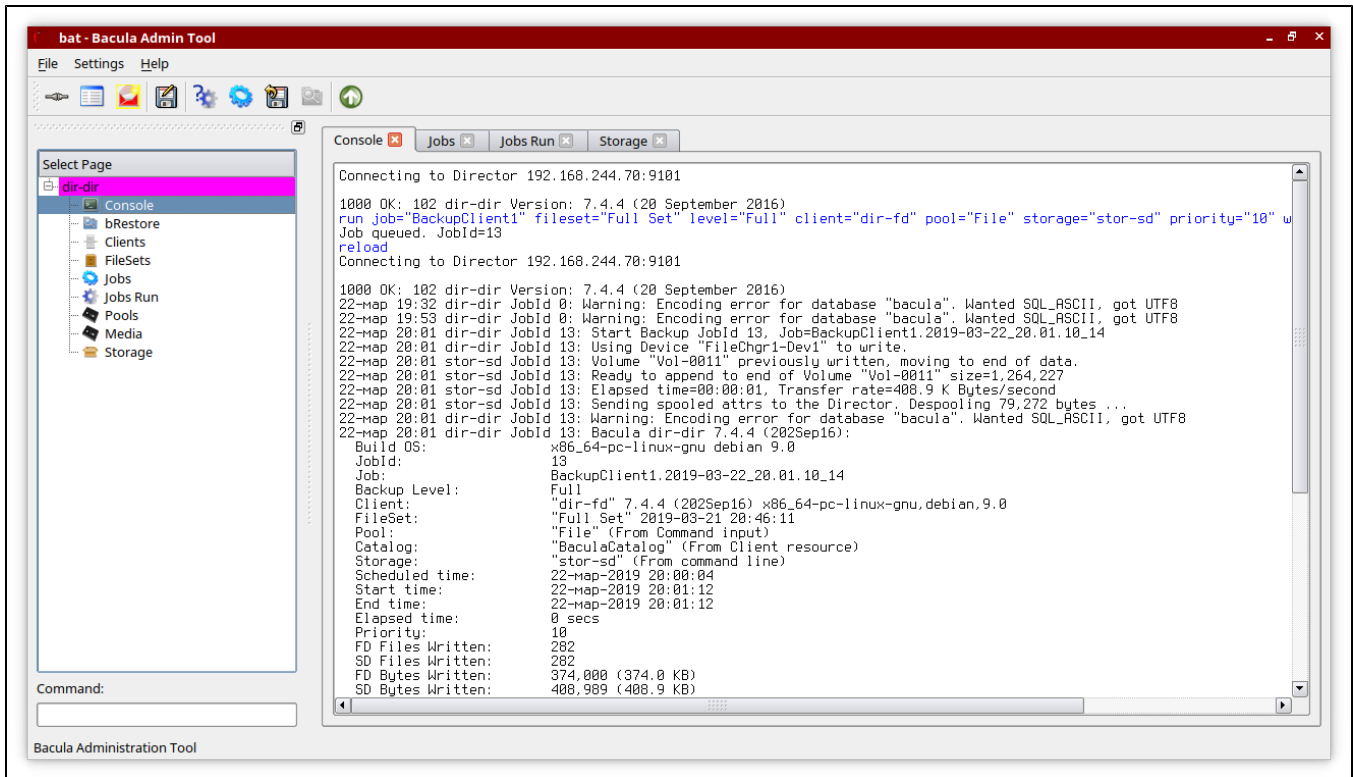 bat - Bacula Admin Tool
File Settings Help
Select Page
dir-dir
Console
bRestore
Clients
FileSets
Jobs
Jobs Run
Pools
Media
Storage
Command:
Bacula Administration Tool
Console Jobs Jobs Run Storage
Connecting to Director 192.168.244.70:9101
1000 OK: 102 dir-dir Version: 7.4.4 (20 September 2016)
run job="BackupClient1" fileset="Full Set" level="Full" client="dir-fd" pool="File" storage="stor-sd" priority="10" w
Job queued. JobId=13
reload
Connecting to Director 192.168.244.70:9101
1000 OK: 102 dir-dir Version: 7.4.4 (20 September 2016)
22-мар 19:32 dir-dir JobId 0: Warning: Encoding error for database "bacula". Wanted SQL_ASCII, got UTF8
22-мар 19:53 dir-dir JobId 0: Warning: Encoding error for database "bacula". Wanted SQL_ASCII, got UTF8
22-мар 20:01 dir-dir JobId 13: Start Backup JobId 13, Job=BackupClient1.2019-03-22_20.01.10_14
22-мар 20:01 dir-dir JobId 13: Using Device "FileChgr1-Dev1" to write.
22-мар 20:01 stor-sd JobId 13: Volume "Vol-0011" previously written, moving to end of data.
22-мар 20:01 stor-sd JobId 13: Ready to append to end of Volume "Vol-0011" size=1,264,227
22-мар 20:01 stor-sd JobId 13: Elapsed time=00:00:01, Transfer rate=408.9 K Bytes/second
22-мар 20:01 stor-sd JobId 13: Sending spooled attrs to the Director. Despooling 79,272 bytes ...
22-мар 20:01 dir-dir JobId 13: Warning: Encoding error for database "bacula". Wanted SQL_ASCII, got UTF8
22-мар 20:01 dir-dir JobId 13: Bacula dir-dir 7.4.4 (202Sep16):
Build OS: x86_64-pc-linux-gnu debian 9.0
JobId: 13
Job: BackupClient1.2019-03-22_20.01.10_14
Backup Level: Full
Client: "dir-fd" 7.4.4 (202Sep16) x86_64-pc-linux-gnu,debian,9.0
FileSet: "Full Set" 2019-03-21 20:46:11
Pool: "File" (From Command input)
Catalog: "BaculaCatalog" (From Client resource)
Storage: "stor-sd" (From command line)
Scheduled time: 22-мар-2019 20:00:04
Start time: 22-мар-2019 20:01:12
End time: 22-мар-2019 20:01:12
Elapsed time: 0 secs
Priority: 10
FD Files Written: 282
SD Files Written: 282
FD Bytes Written: 374,000 (374.0 KB)
SD Bytes Written: 408,989 (408.9 KB)